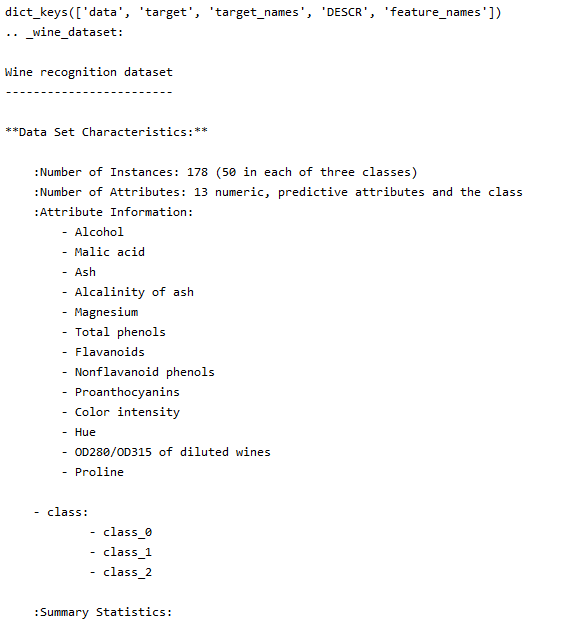 dict_keys(['data', 'target', 'target_names', 'DESCR', 'feature_names'])
.. _wine_dataset:
Wine recognition dataset
------------------------
**Data Set Characteristics:**
:Number of Instances: 178 (50 in each of three classes)
:Number of Attributes: 13 numeric, predictive attributes and the class
:Attribute Information:
- Alcohol
- Malic acid
- Ash
- Alcalinity of ash
- Magnesium
- Total phenols
- Flavanoids
- Nonflavanoid phenols
- Proanthocyanins
- Color intensity
- Hue
- OD280/OD315 of diluted wines
- Proline
- class:
- class_0
- class_1
- class_2
:Summary Statistics: